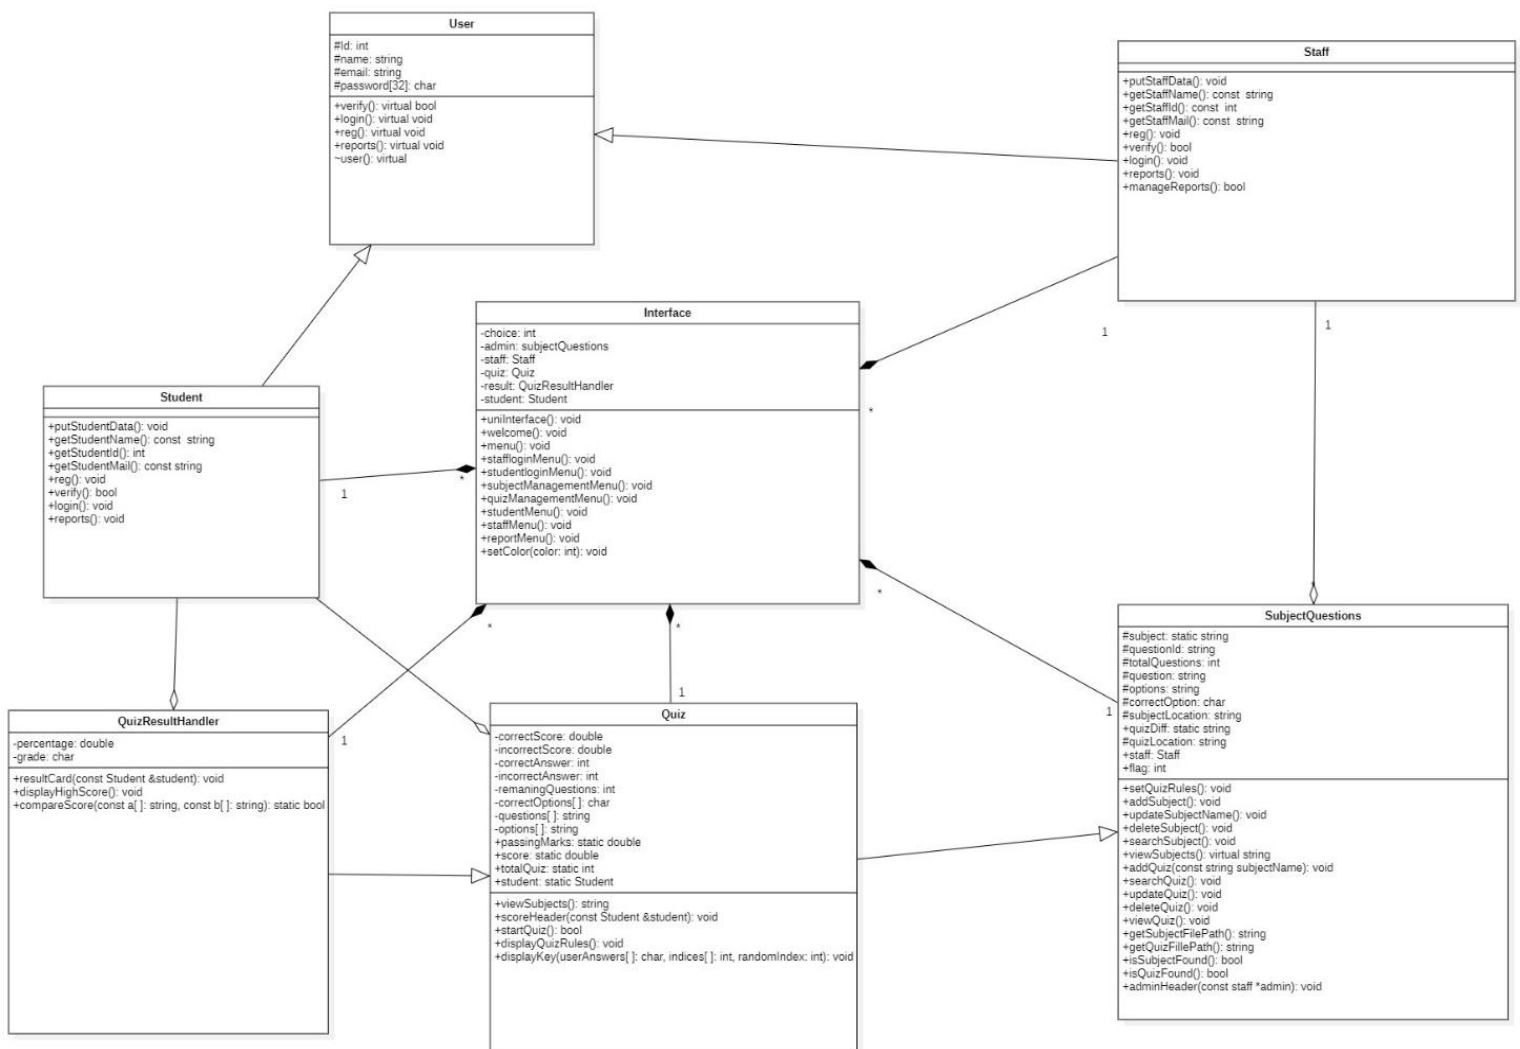 User
#Id: int
#name: string
#email: string
#password[32]: char
+verify(): virtual bool
+login(): virtual void
+reg(): virtual void
+reports(): virtual void
~user(): virtual
Staff
+putStaffData(): void
+getStaffName(): const string
+getStaffId(): const int
+getStaffMail(): const string
+reg(): void
+verify(): bool
+login(): void
+reports(): void
+manageReports(): bool
1
1
Interface
-choice: int
-admin: subjectQuestions
-staff: Staff
-quiz: Quiz
-result: QuizResultHandler
-student: Student
+uniInterface(): void
+welcome(): void
+menu(): void
+staffloginMenu(): void
+studentloginMenu(): void
+subjectManagementMenu(): void
+quizManagementMenu(): void
+studentMenu(): void
+staffMenu(): void
+reportMenu(): void
+setColor(color: int): void
*
*
*
*
*
Student
+putStudentData(): void
+getStudentName(): const string
+getStudentId(): int
+getStudentMail(): const string
+reg(): void
+verify(): bool
+login(): void
+reports(): void
1
QuizResultHandler
-percentage: double
-grade: char
+resultCard(const Student &student): void
+displayHighScore(): void
+compareScore(const a[ ]: string, const b[ ]: string): static bool
1
1
Quiz
-correctScore: double
-incorrectScore: double
-correctAnswer: int
-incorrectAnswer: int
-remaningQuestions: int
-correctOptions[ ]: char
-questions[ ]: string
-options[ ]: string
+passingMarks: static double
+score: static double
+totalQuiz: static int
+student: static Student
+viewSubjects(): string
+scoreHeader(const Student &student): void
+startQuiz(): bool
+displayQuizRules(): void
+displayKey(userAnswers[ ]: char, indices[ ]: int, randomIndex: int): void
1
SubjectQuestions
#subject: static string
#questionId: string
#totalQuestions: int
#question: string
#options: string
#correctOption: char
#subjectLocation: string
+quizDiff: static string
#quizLocation: string
+staff: Staff
+flag: int
+setQuizRules(): void
+addSubject(): void
+updateSubjectName(): void
+deleteSubject(): void
+searchSubject(): void
+viewSubjects(): virtual string
+addQuiz(const string subjectName): void
+searchQuiz(): void
+updateQuiz(): void
+deleteQuiz(): void
+viewQuiz(): void
+getSubjectFilePath(): string
+getQuizFillePath(): string
+isSubjectFound(): bool
+isQuizFound(): bool
+adminHeader(const staff *admin): void